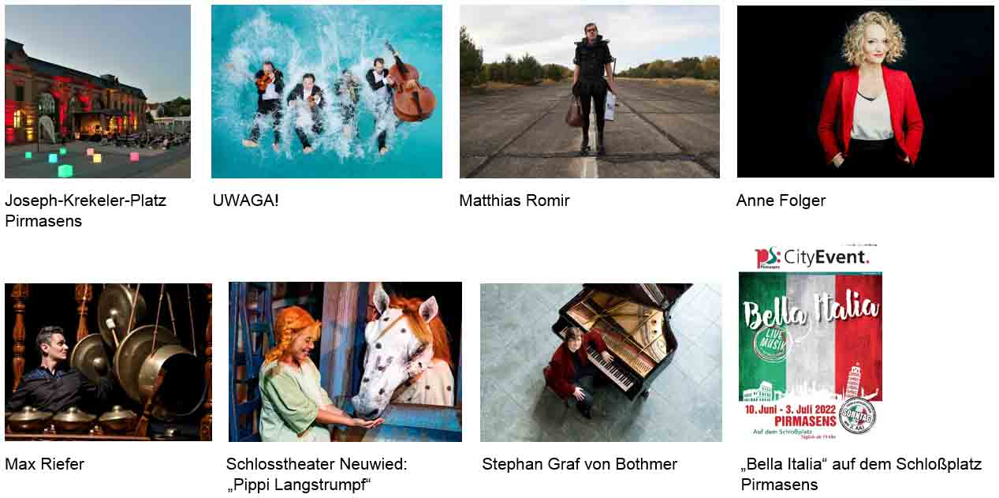 Joseph-Krekeler-Platz
Pirmasens
UWAGA!
Matthias Romir
Anne Folger
PS:
Pirmasens
CityEvent.
Bella Italia
LIVE
MUSIK
10. Juni - 3. Juli 2022
PIRMASENS
Auf dem Schloßplatz
SONNTAG
Max Riefer
Schlosstheater Neuwied:
„Pippi Langstrumpf“
Stephan Graf von Bothmer
„Bella Italia“ auf dem Schloßplatz
Pirmasens